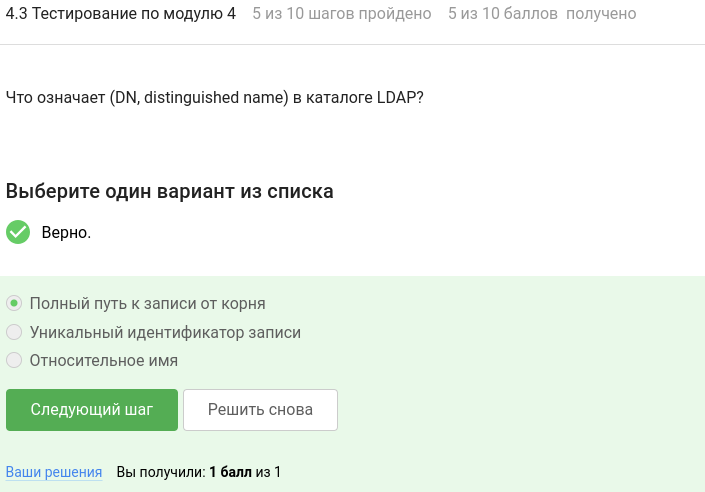 4.3 Тестирование по модулю 4 5 из 10 шагов пройдено 5 из 10 баллов получено
Что означает (DN, distinguished name) в каталоге LDAP?
Выберите один вариант из списка
Верно.
Полный путь к записи от корня
Уникальный идентификатор записи
Относительное имя
Следующий шаг Решить снова
Ваши решения Вы получили: 1 балл из 1